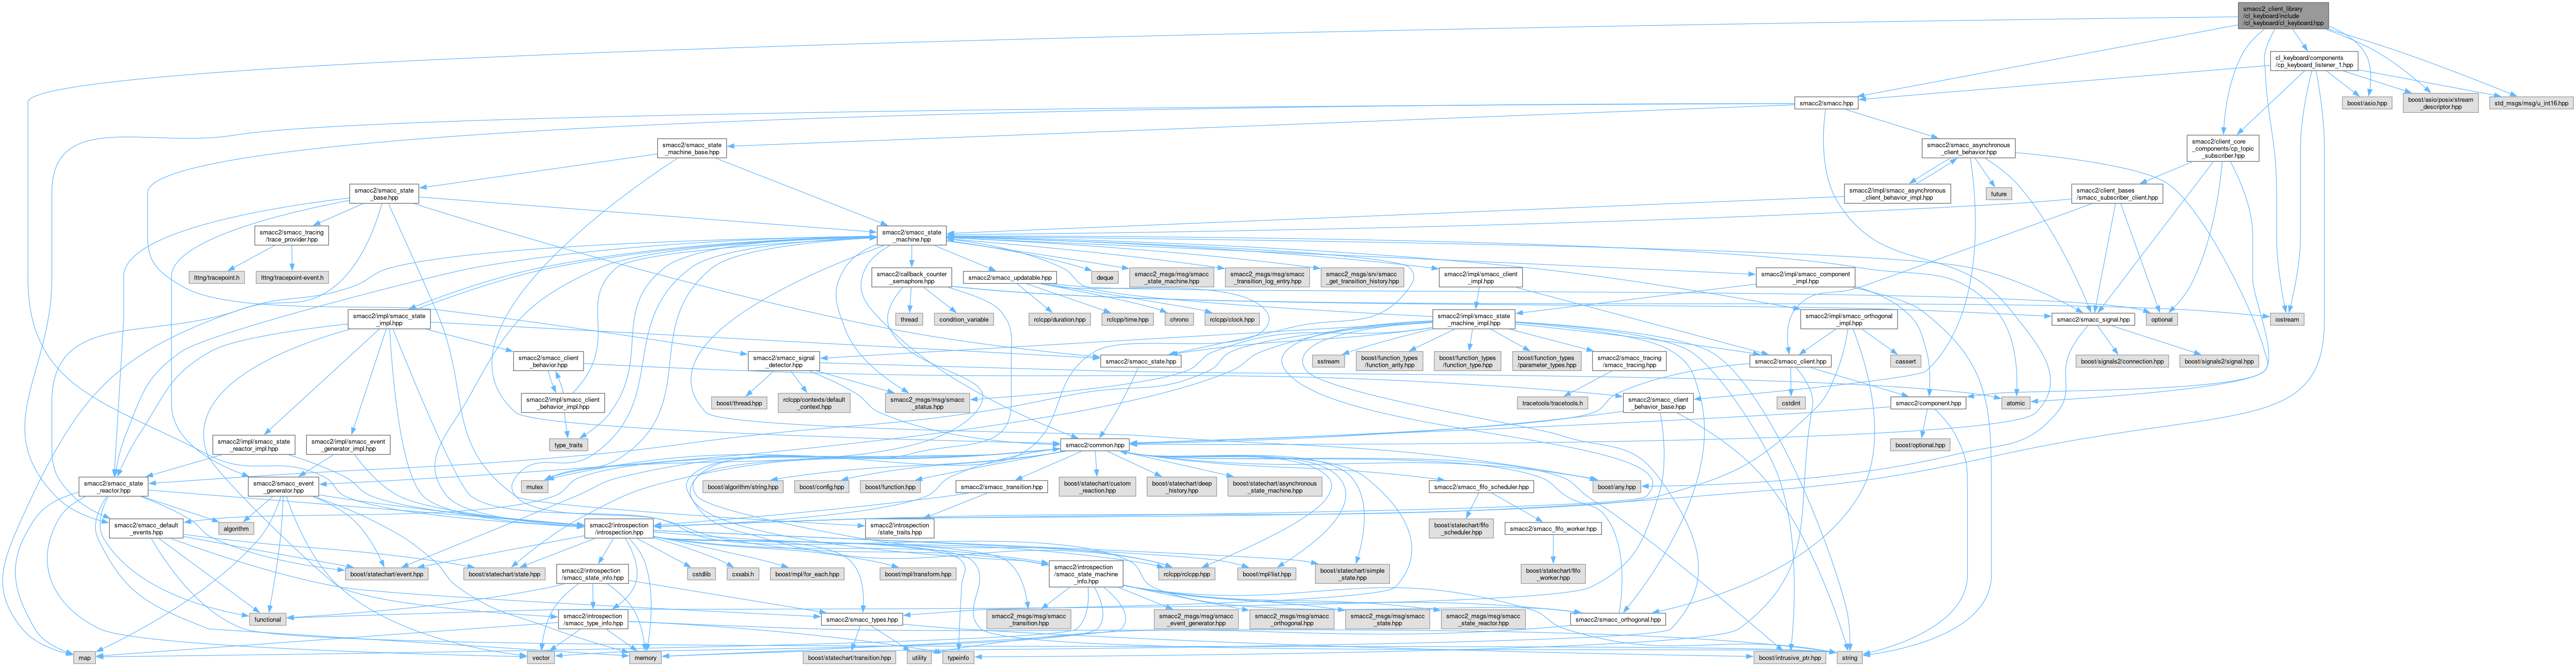 smacc2_client_library
/cl_keyboard/include
/cl_keyboard/cl_keyboard.hpp
cl_keyboard/components
/cp_keyboard_listener_1.hpp
smacc2/smacc.hpp
boost/asio.hpp
boost/asio/posix/stream
_descriptor.hpp
std_msgs/msg/u_int16.hpp
smacc2/smacc_state
_machine_base.hpp
smacc2/smacc_asynchronous
_client_behavior.hpp
smacc2/client_core
_components/cp_topic
_subscriber.hpp
smacc2/smacc_state
_base.hpp
smacc2/impl/smacc_asynchronous
_client_behavior_impl.hpp
future
smacc2/client_bases
/smacc_subscriber_client.hpp
smacc2/smacc_tracing
/trace_provider.hpp
smacc2/smacc_state
_machine.hpp
lttng/tracepoint.h
lttng/tracepoint-event.h
smacc2/callback_counter
_semaphore.hpp
smacc2/smacc_updatable.hpp
deque
smacc2_msgs/msg/smacc
_state_machine.hpp
smacc2_msgs/msg/smacc
_transition_log_entry.hpp
smacc2_msgs/srv/smacc
_get_transition_history.hpp
smacc2/impl/smacc_client
_impl.hpp
smacc2/impl/smacc_component
_impl.hpp
smacc2/impl/smacc_state
_impl.hpp
thread
condition_variable
rclcpp/duration.hpp
rclcpp/time.hpp
chrono
rclcpp/clock.hpp
smacc2/impl/smacc_state
_machine_impl.hpp
smacc2/impl/smacc_orthogonal
_impl.hpp
smacc2/smacc_signal.hpp
optional
iostream
smacc2/smacc_client
_behavior.hpp
smacc2/smacc_signal
_detector.hpp
smacc2/smacc_state.hpp
sstream
boost/function_types
/function_arity.hpp
boost/function_types
/function_type.hpp
boost/function_types
/parameter_types.hpp
smacc2/smacc_tracing
/smacc_tracing.hpp
smacc2/smacc_client.hpp
cassert
boost/signals2/connection.hpp
boost/signals2/signal.hpp
smacc2/impl/smacc_client
_behavior_impl.hpp
boost/thread.hpp
rclcpp/contexts/default
_context.hpp
smacc2_msgs/msg/smacc
_status.hpp
tracetools/tracetools.h
smacc2/smacc_client
_behavior_base.hpp
cstdint
smacc2/component.hpp
atomic
smacc2/impl/smacc_state
_reactor_impl.hpp
smacc2/impl/smacc_event
_generator_impl.hpp
type_traits
smacc2/common.hpp
boost/optional.hpp
smacc2/smacc_state
_reactor.hpp
smacc2/smacc_event
_generator.hpp
mutex
boost/algorithm/string.hpp
boost/config.hpp
boost/function.hpp
smacc2/smacc_transition.hpp
boost/statechart/custom
_reaction.hpp
boost/statechart/deep
_history.hpp
boost/statechart/asynchronous
_state_machine.hpp
smacc2/smacc_fifo_scheduler.hpp
boost/any.hpp
smacc2/smacc_default
_events.hpp
algorithm
smacc2/introspection
/introspection.hpp
smacc2/introspection
/state_traits.hpp
boost/statechart/fifo
_scheduler.hpp
smacc2/smacc_fifo_worker.hpp
boost/statechart/event.hpp
boost/statechart/state.hpp
smacc2/introspection
/smacc_state_info.hpp
cstdlib
cxxabi.h
boost/mpl/for_each.hpp
boost/mpl/transform.hpp
smacc2/introspection
/smacc_state_machine
_info.hpp
rclcpp/rclcpp.hpp
boost/mpl/list.hpp
boost/statechart/simple
_state.hpp
boost/statechart/fifo
_worker.hpp
functional
smacc2/introspection
/smacc_type_info.hpp
smacc2/smacc_types.hpp
smacc2_msgs/msg/smacc
_transition.hpp
smacc2_msgs/msg/smacc
_event_generator.hpp
smacc2_msgs/msg/smacc
_orthogonal.hpp
smacc2_msgs/msg/smacc
_state.hpp
smacc2_msgs/msg/smacc
_state_reactor.hpp
smacc2/smacc_orthogonal.hpp
map
vector
memory
boost/statechart/transition.hpp
utility
typeinfo
boost/intrusive_ptr.hpp
string